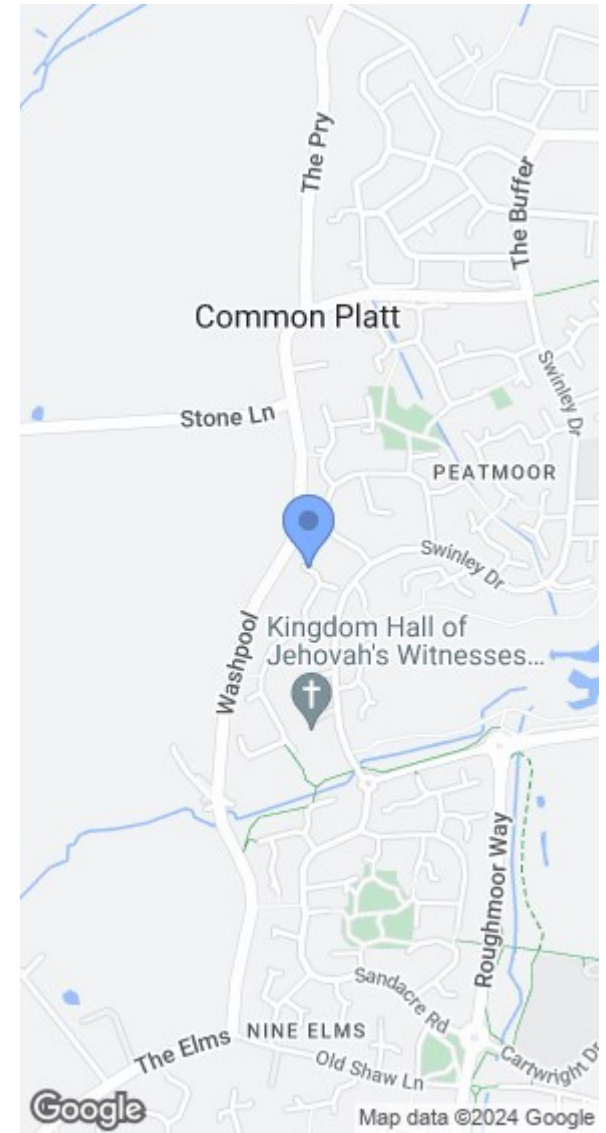 The Pry
The Buffer
Common Platt
Swinley Dr
Stone Ln
PEATMOOR
Swinley Dr
Washpool
Kingdom Hall of
Jehovah's Witnesses...
Roughmoor Way
Sandacre Rd
NINE ELMS
The Elms
Old Shaw Ln
Cartwright Dr
Google
Map data ©2024 Google